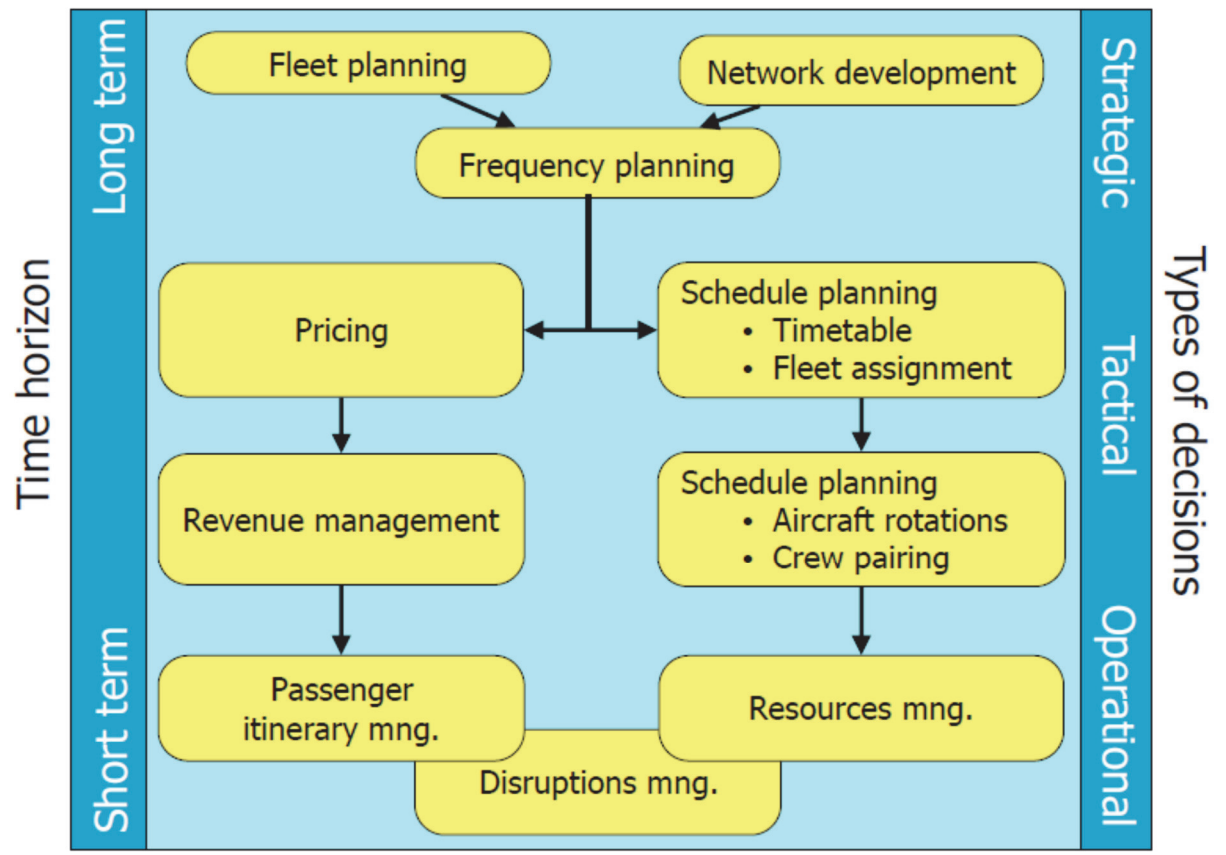 Time horizon
Long term
Short term
Fleet planning
Network development
Frequency planning
Pricing
Schedule planning
• Timetable
• Fleet assignment
Revenue management
Schedule planning
• Aircraft rotations
• Crew pairing
Passenger
itinerary mng.
Resources mng.
Disruptions mng.
Strategic
Tactical
Operational
Types of decisions